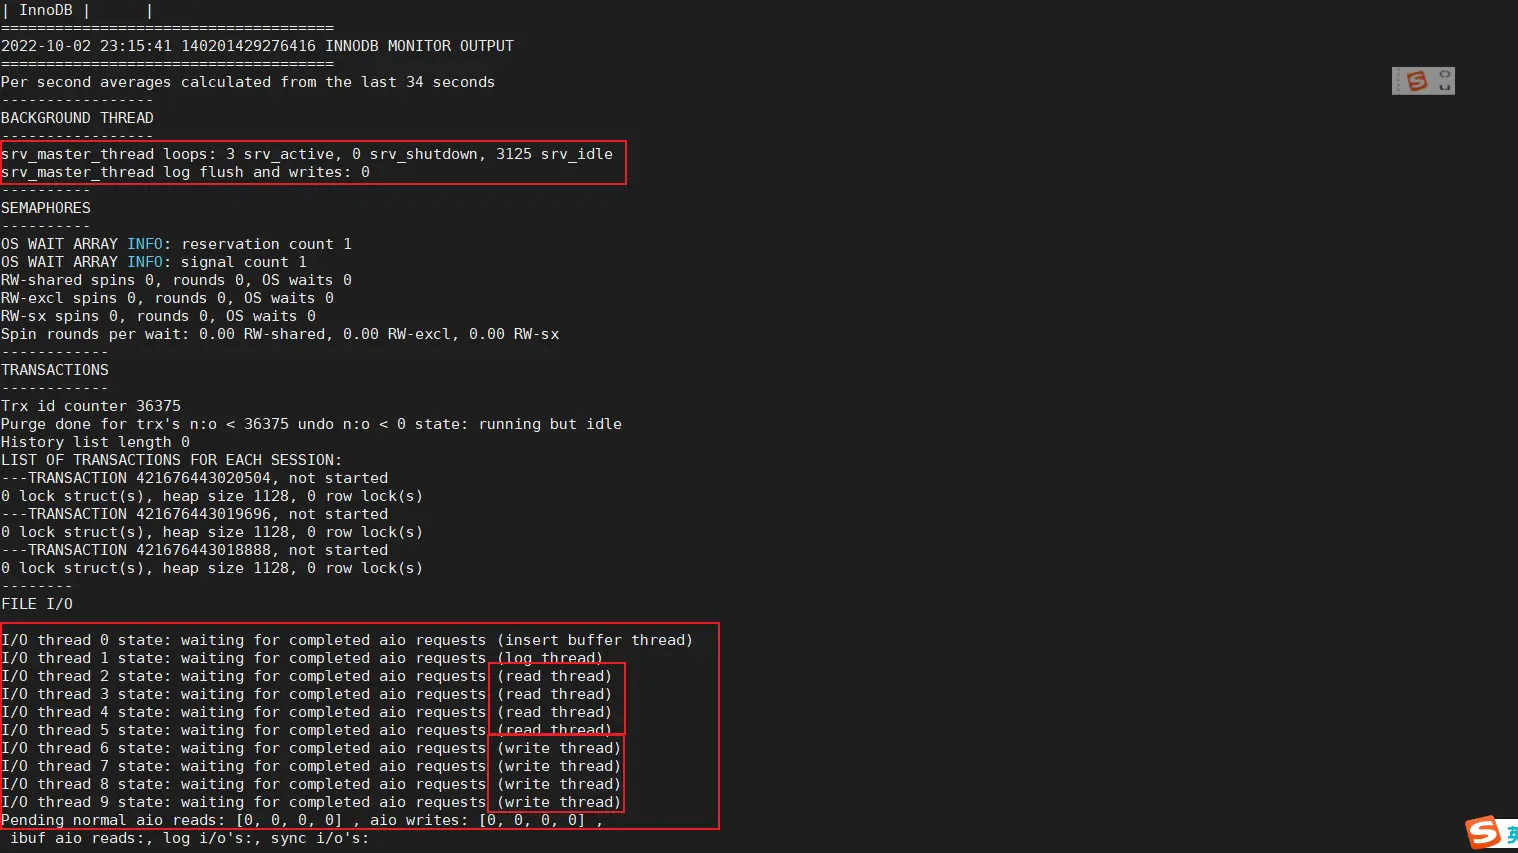 | InnoDB |      |
=====================================
2022-10-02 23:15:41 140201429276416 INNODB MONITOR OUTPUT
=====================================
Per second averages calculated from the last 34 seconds
-----------------
BACKGROUND THREAD
-----------------
srv_master_thread loops: 3 srv_active, 0 srv_shutdown, 3125 srv_idle
srv_master_thread log flush and writes: 0
----------
SEMAPHORES
----------
OS WAIT ARRAY INFO: reservation count 1
OS WAIT ARRAY INFO: signal count 1
RW-shared spins 0, rounds 0, OS waits 0
RW-excl spins 0, rounds 0, OS waits 0
RW-sx spins 0, rounds 0, OS waits 0
Spin rounds per wait: 0.00 RW-shared, 0.00 RW-excl, 0.00 RW-sx
------------
TRANSACTIONS
------------
Trx id counter 36375
Purge done for trx's n:o < 36375 undo n:o < 0 state: running but idle
History list length 0
LIST OF TRANSACTIONS FOR EACH SESSION:
---TRANSACTION 421676443020504, not started
0 lock struct(s), heap size 1128, 0 row lock(s)
---TRANSACTION 421676443019696, not started
0 lock struct(s), heap size 1128, 0 row lock(s)
---TRANSACTION 421676443018888, not started
0 lock struct(s), heap size 1128, 0 row lock(s)
--------
FILE I/O
I/O thread 0 state: waiting for completed aio requests (insert buffer thread)
I/O thread 1 state: waiting for completed aio requests (log thread)
I/O thread 2 state: waiting for completed aio requests (read thread)
I/O thread 3 state: waiting for completed aio requests (read thread)
I/O thread 4 state: waiting for completed aio requests (read thread)
I/O thread 5 state: waiting for completed aio requests (read thread)
I/O thread 6 state: waiting for completed aio requests (write thread)
I/O thread 7 state: waiting for completed aio requests (write thread)
I/O thread 8 state: waiting for completed aio requests (write thread)
I/O thread 9 state: waiting for completed aio requests (write thread)
Pending normal aio reads: [0, 0, 0, 0] , aio writes: [0, 0, 0, 0] ,
 ibuf aio reads:, log i/o's:, sync i/o's: